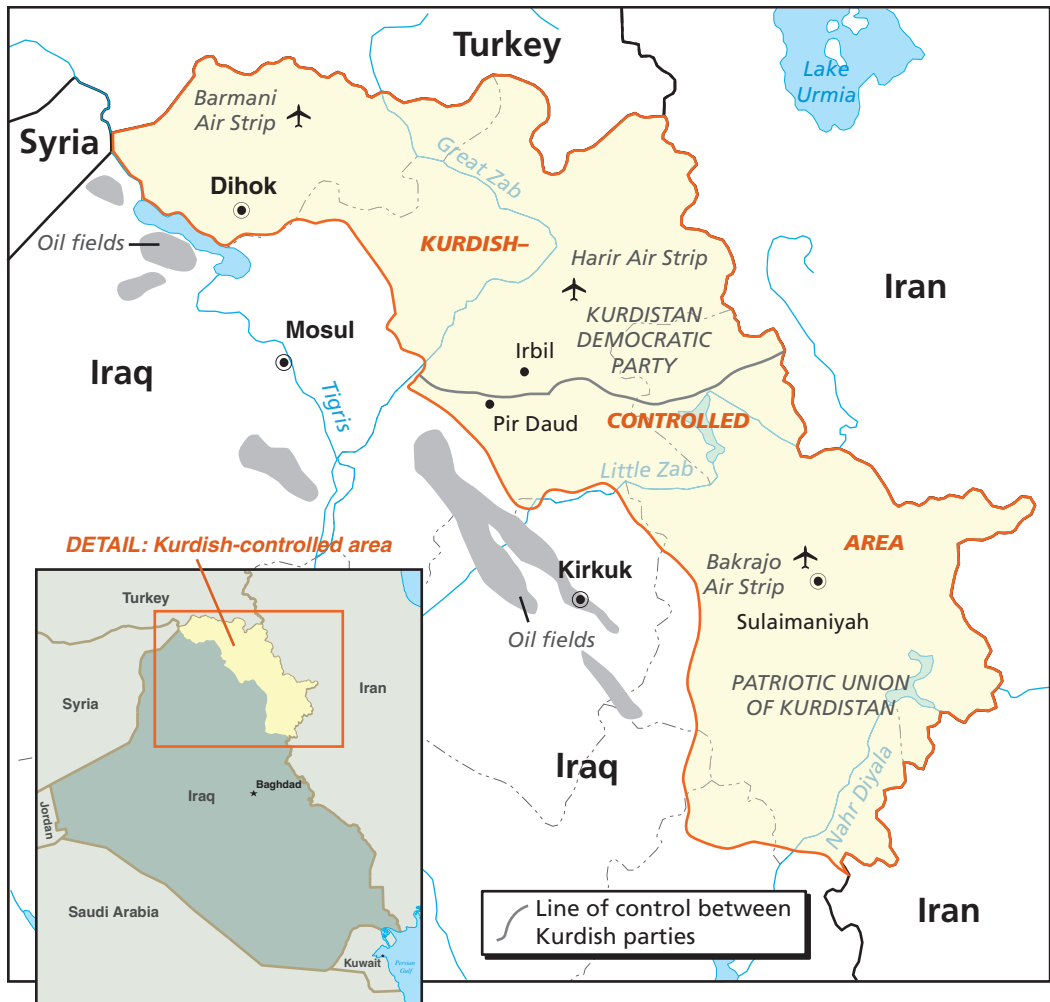 Turkey
Lake
Urmia
Barmani
Air Strip
Syria
Great Zab
Dihok
Oil fields
KURDISH–
Harir Air Strip
Iran
KURDISTAN
DEMOCRATIC
PARTY
Mosul
Irbil
Iraq
Tigris
Pir Daud
CONTROLLED
Little Zab
DETAIL: Kurdish-controlled area
AREA
Bakrajo
Air Strip
Kirkuk
Sulaimaniyah
Oil fields
PATRIOTIC UNION
OF KURDISTAN
Iraq
Nahr Diyala
Iran
Line of control between
Kurdish parties
Turkey
Syria
Iran
Iraq
Baghdad
Jordan
Saudi Arabia
Kuwait
Persian
Gulf